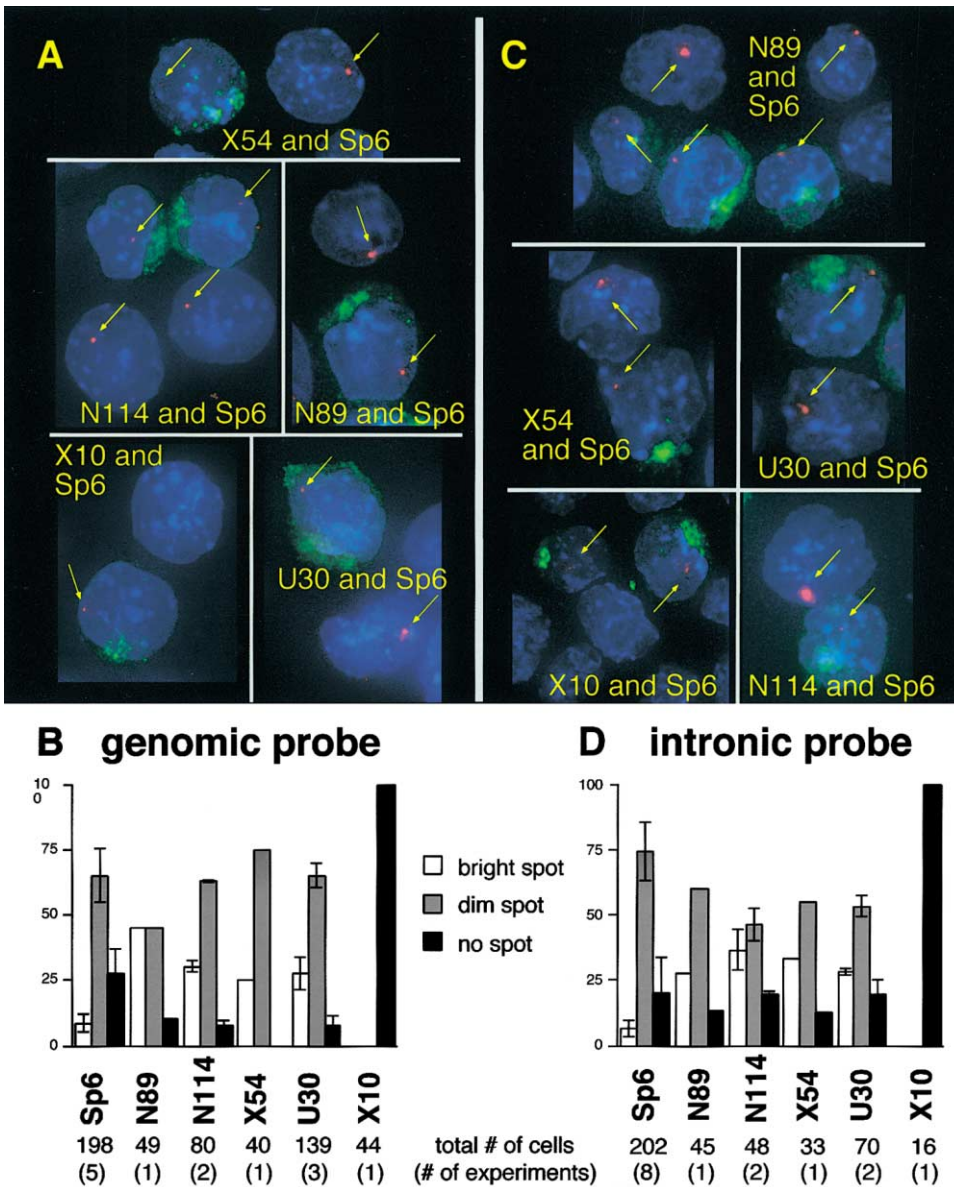 A
X54 and Sp6
N114 and Sp6
N89 and Sp6
X10 and
Sp6
U30 and Sp6
C
N89
and
Sp6
X54
and Sp6
U30 and Sp6
X10 and Sp6
N114 and Sp6
B genomic probe
10
0
75
50
25
0
bright spot
dim spot
no spot
Sp6
N89
N114
X54
U30
X10
198 49 80 40 139 44
(5) (1) (2) (1) (3) (1)
total # of cells
(# of experiments)
D intronic probe
100
75
50
25
0
Sp6
N89
N114
X54
U30
X10
202 45 48 33 70 16
(8) (1) (2) (1) (2) (1)